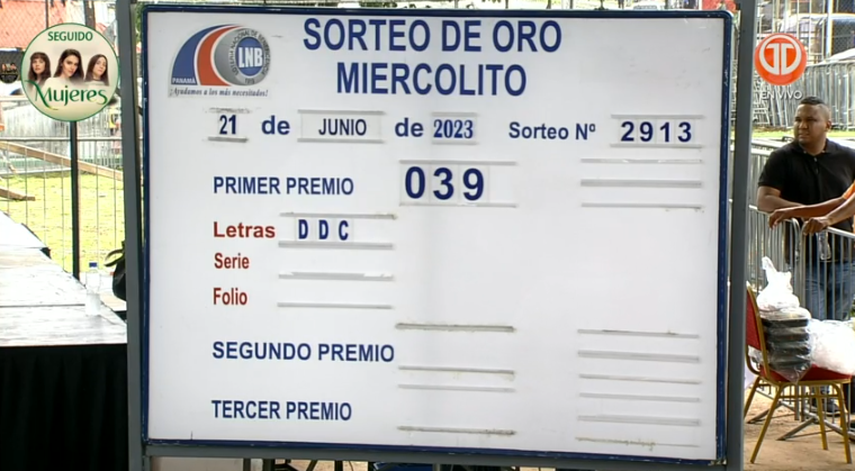 SEGUIDO
Mujeres
LNB
PANAMÁ
¡Ayudamos a los más necesitados!
SORTEO DE ORO
MIERCOLITO
21 de JUNIO de 2023 Sorteo Nº 2913
PRIMER PREMIO 039
Letras D D C
Serie
Folio
SEGUNDO PREMIO
TERCER PREMIO
EN VIVO